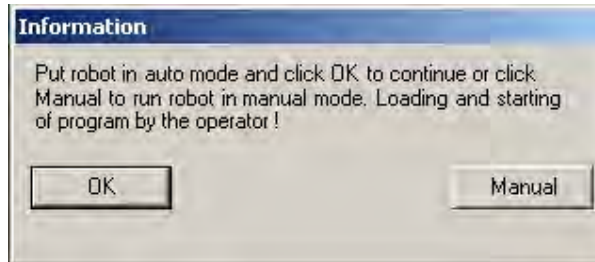 Information
Put robot in auto mode and click OK to continue or click
Manual to run robot in manual mode. Loading and starting
of program by the operator !
OK
Manual